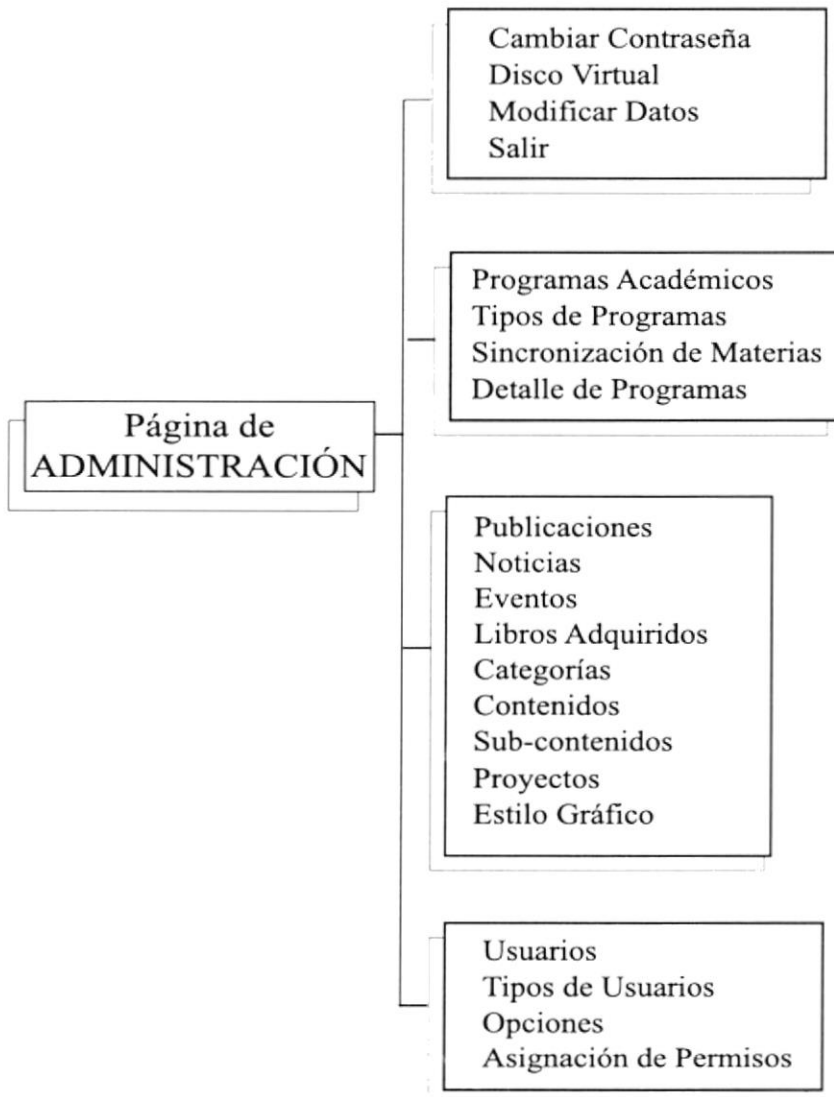 Cambiar Contraseña
Disco Virtual
Modificar Datos
Salir
Programas Académicos
Tipos de Programas
Sincronización de Materias
Detalle de Programas
Página de
ADMINISTRACIÓN
Publicaciones
Noticias
Eventos
Libros Adquiridos
Categorías
Contenidos
Sub-contenidos
Proyectos
Estilo Gráfico
Usuarios
Tipos de Usuarios
Opciones
Asignación de Permisos